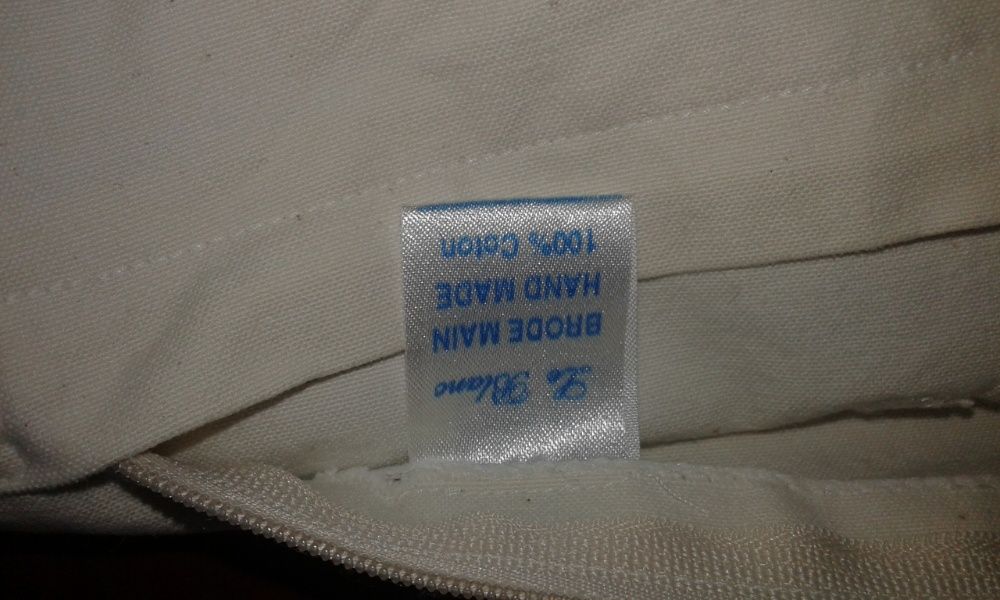 Le Blanc
BRODE MAIN
HAND MADE
100% Coton